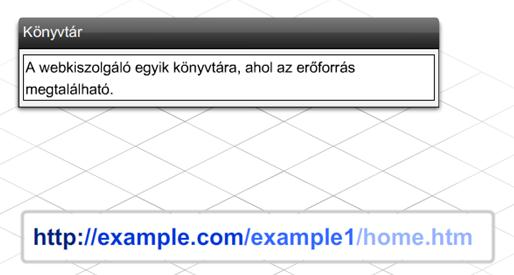 Könyvtár
A webkiszolgáló egyik könyvtára, ahol az erőforrás
megtalálható.
http://example.com/example1/home.htm